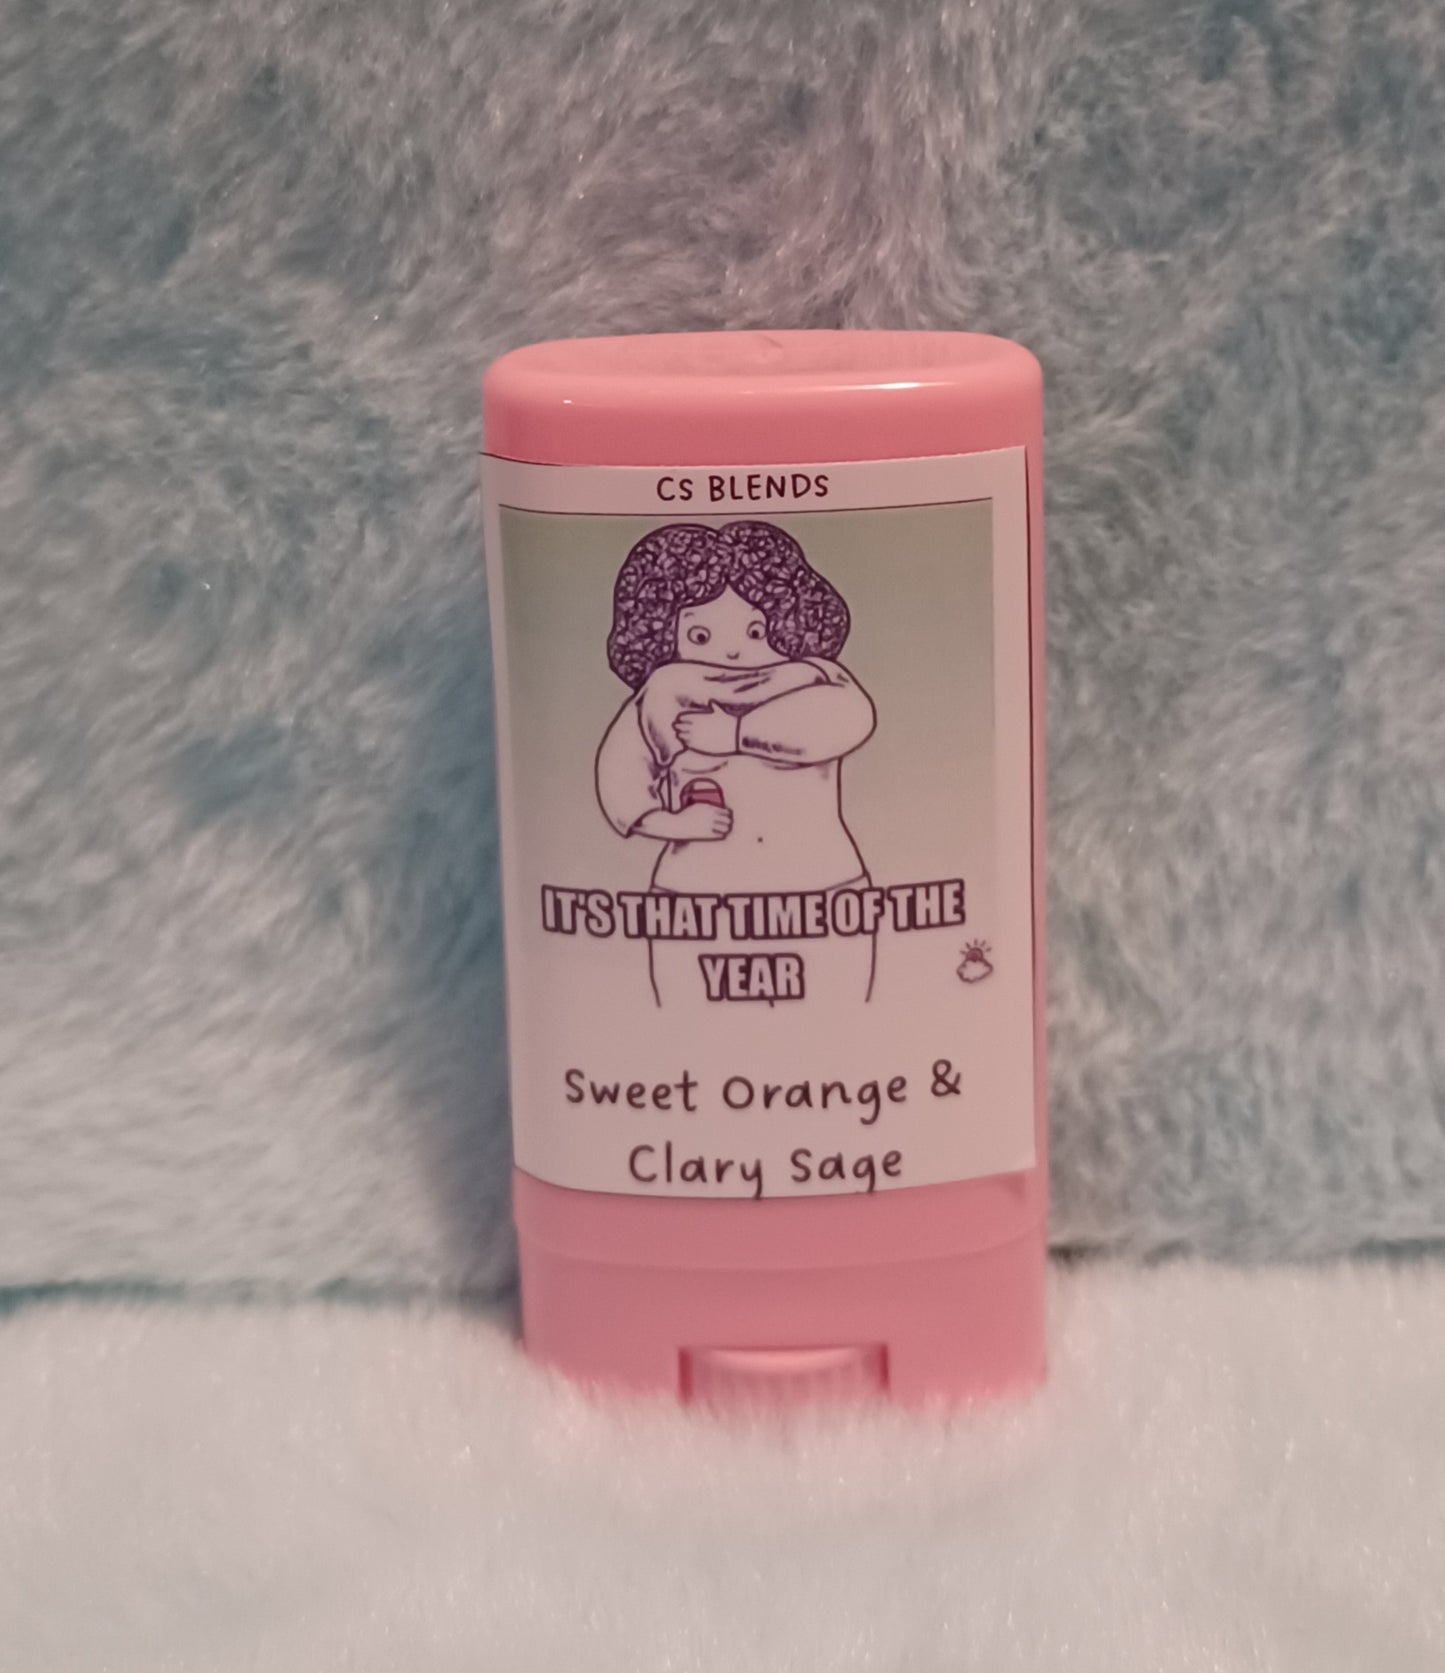 CS BLENDS
IT'S THAT TIME OF THE
YEAR
Sweet Orange &
Clary Sage